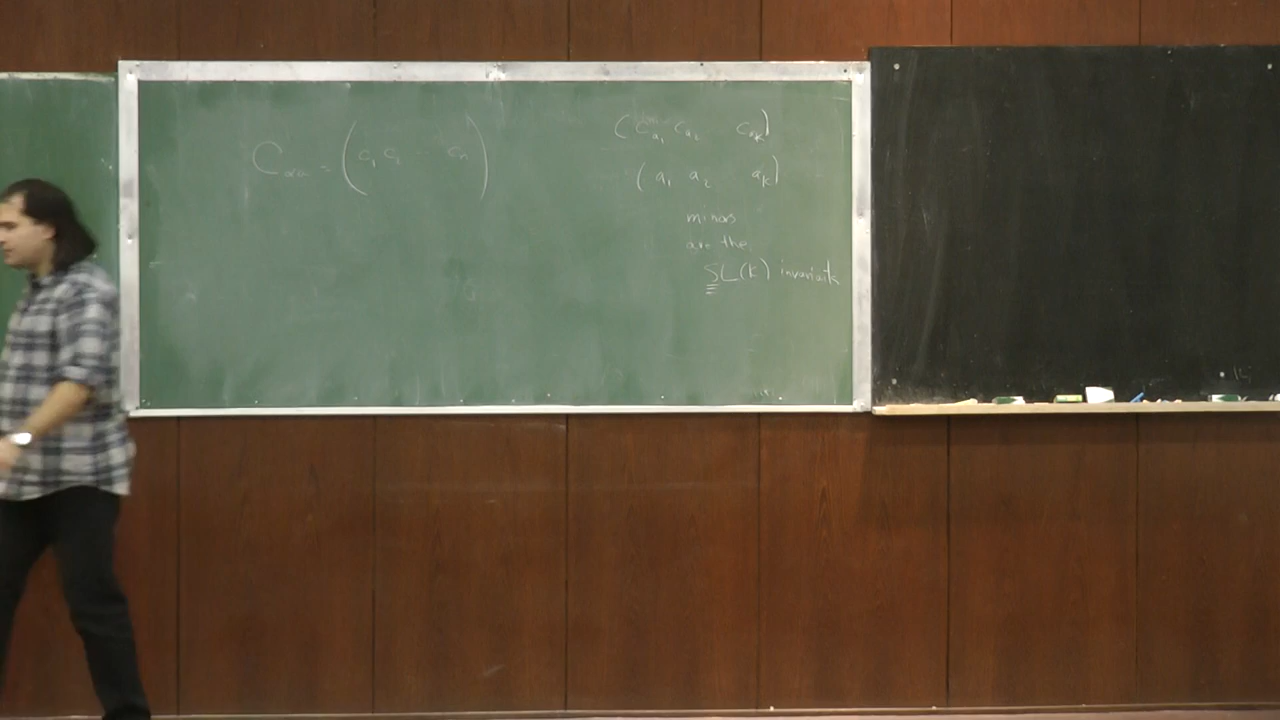 C = (c₁ c₂ cₙ)
(C_{a₁} C_{a₂} C_{aₖ})
(a₁ a₂ aₖ)
minors
are the
SL(k) invariants